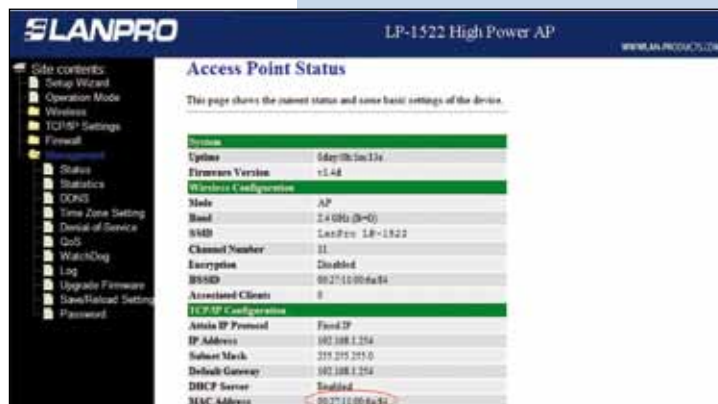 LANPRO
LP-1522 High Power AP
Site contents:
Setup Wizard
Operation Mode
Wireless
TCP/IP Settings
Firewall
Management
Status
Statistics
DDNS
Time Zone Setting
Denial of Service
QoS
WatchDog
Log
Upgrade Firmware
Save/Reload Setting
Password
Access Point Status
This page shows the current status and some basic settings of the device.
System
Uptime 0day:0h:5m:13s
Firmware Version
Wireless Configuration
Mode AP
Band 2.4 GHz
SSID LanPro LP-1522
Channel Number 11
Encryption Disabled
BSSID
Associated Clients 0
TCP/IP Configuration
Attain IP Protocol Fixed IP
IP Address 192.168.1.254
Subnet Mask 255.255.255.0
Default Gateway 192.168.1.254
DHCP Server Enabled
MAC Address